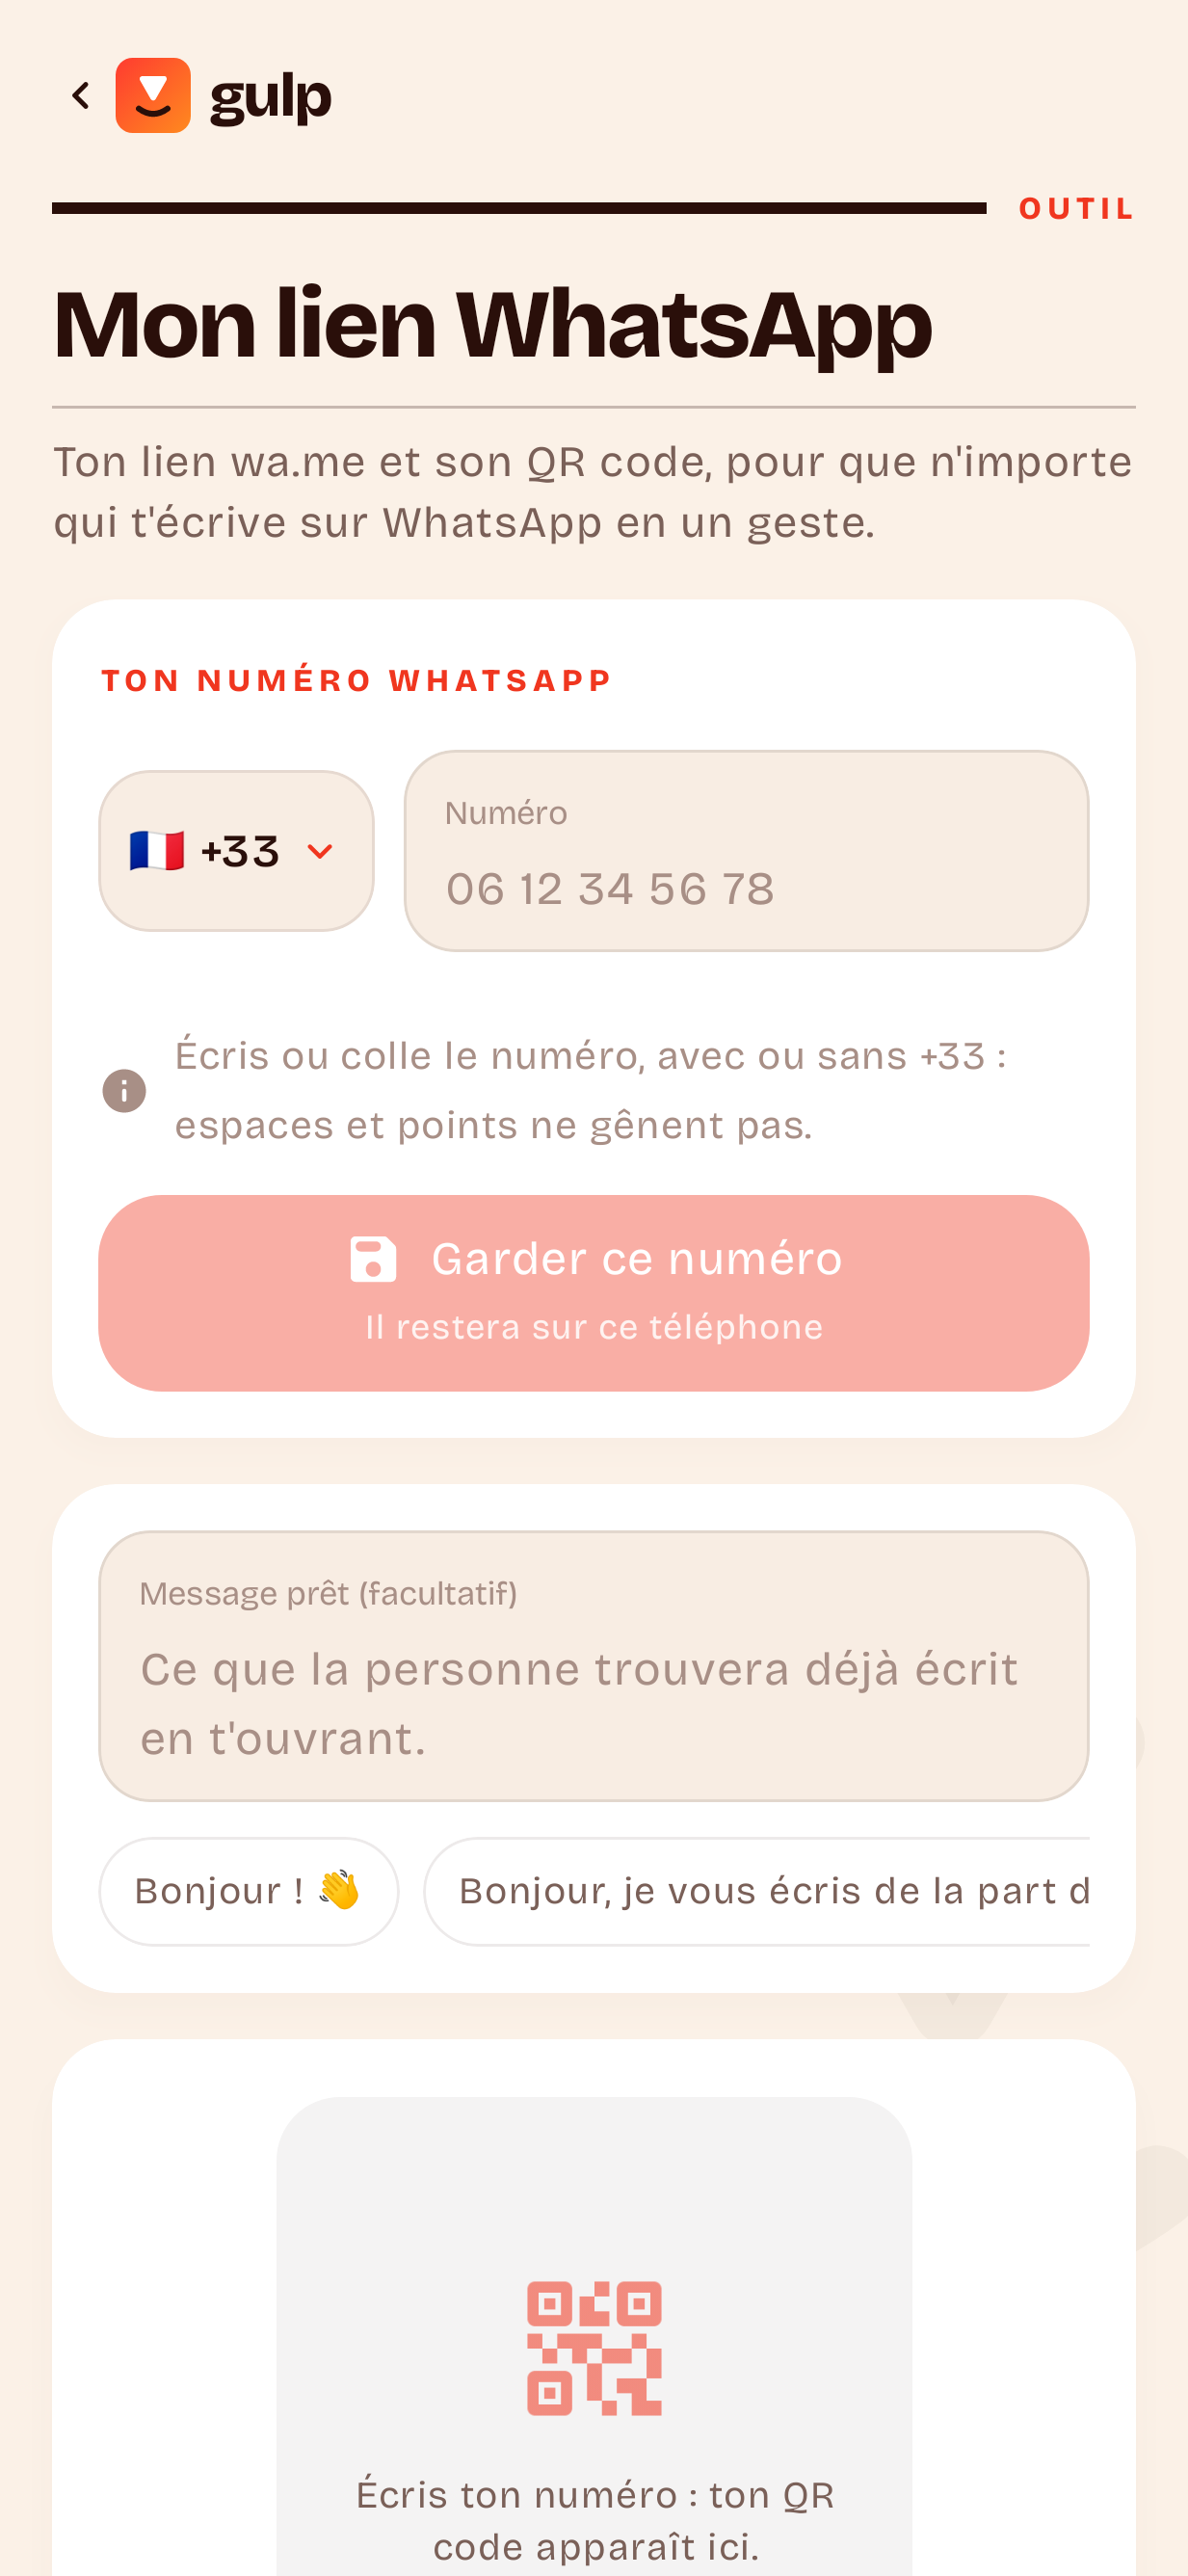 gulp
OUTIL
Mon lien WhatsApp
Ton lien wa.me et son QR code, pour que n'importe
qui t'écrive sur WhatsApp en un geste.
TON NUMÉRO WHATSAPP
🇫🇷 +33
Numéro
06 12 34 56 78
Écris ou colle le numéro, avec ou sans +33 :
espaces et points ne gênent pas.
Garder ce numéro
Il restera sur ce téléphone
Message prêt (facultatif)
Ce que la personne trouvera déjà écrit
en t'ouvrant.
Bonjour ! 👋
Bonjour, je vous écris de la part d
Écris ton numéro : ton QR
code apparaît ici.